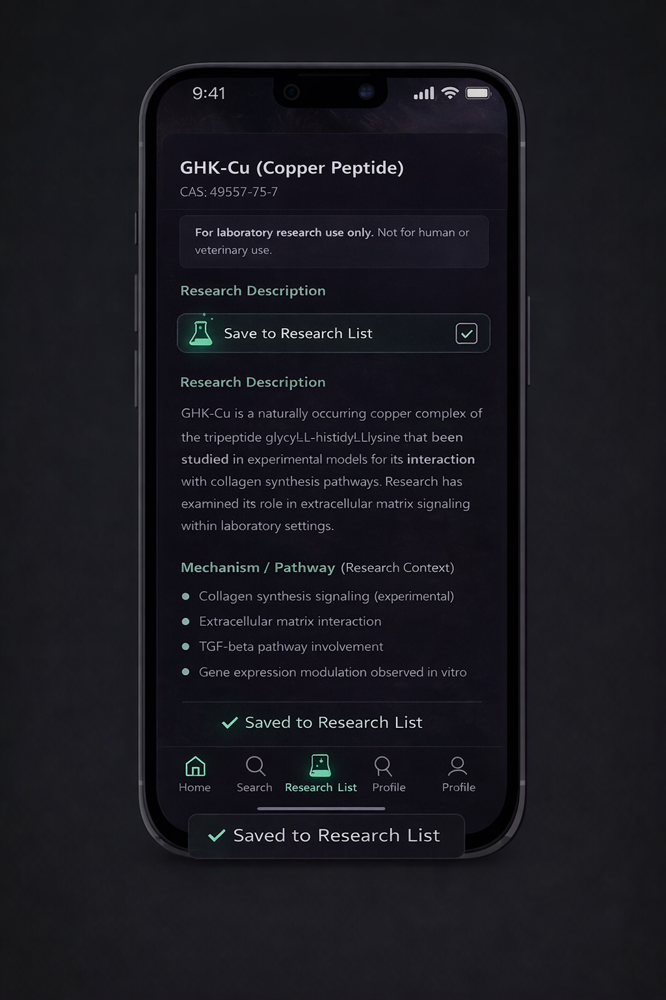 9:41
GHK-Cu (Copper Peptide)
CAS: 49557-75-7
For laboratory research use only. Not for human or
veterinary use.
Research Description
Save to Research List
Research Description
GHK-Cu is a naturally occurring copper complex of
the tripeptide glycyLL-histidyLLlysine that been
studied in experimental models for its interaction
with collagen synthesis pathways. Research has
examined its role in extracellular matrix signaling
within laboratory settings.
Mechanism / Pathway (Research Context)
Collagen synthesis signaling (experimental)
Extracellular matrix interaction
TGF-beta pathway involvement
Gene expression modulation observed in vitro
Saved to Research List
Home Search Research List Profile Profile
Saved to Research List